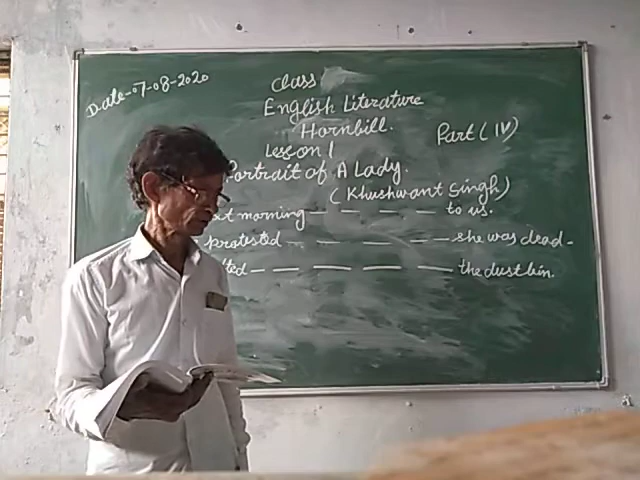 Date-07-08-2020
Class
English Literature
Hornbill.
Part (IV)
Lesson 1
Portrait of A Lady.
(Khushwant Singh)
morning — — — — to us.
protested — — — — — she was dead-
— — — — — the dust bin.